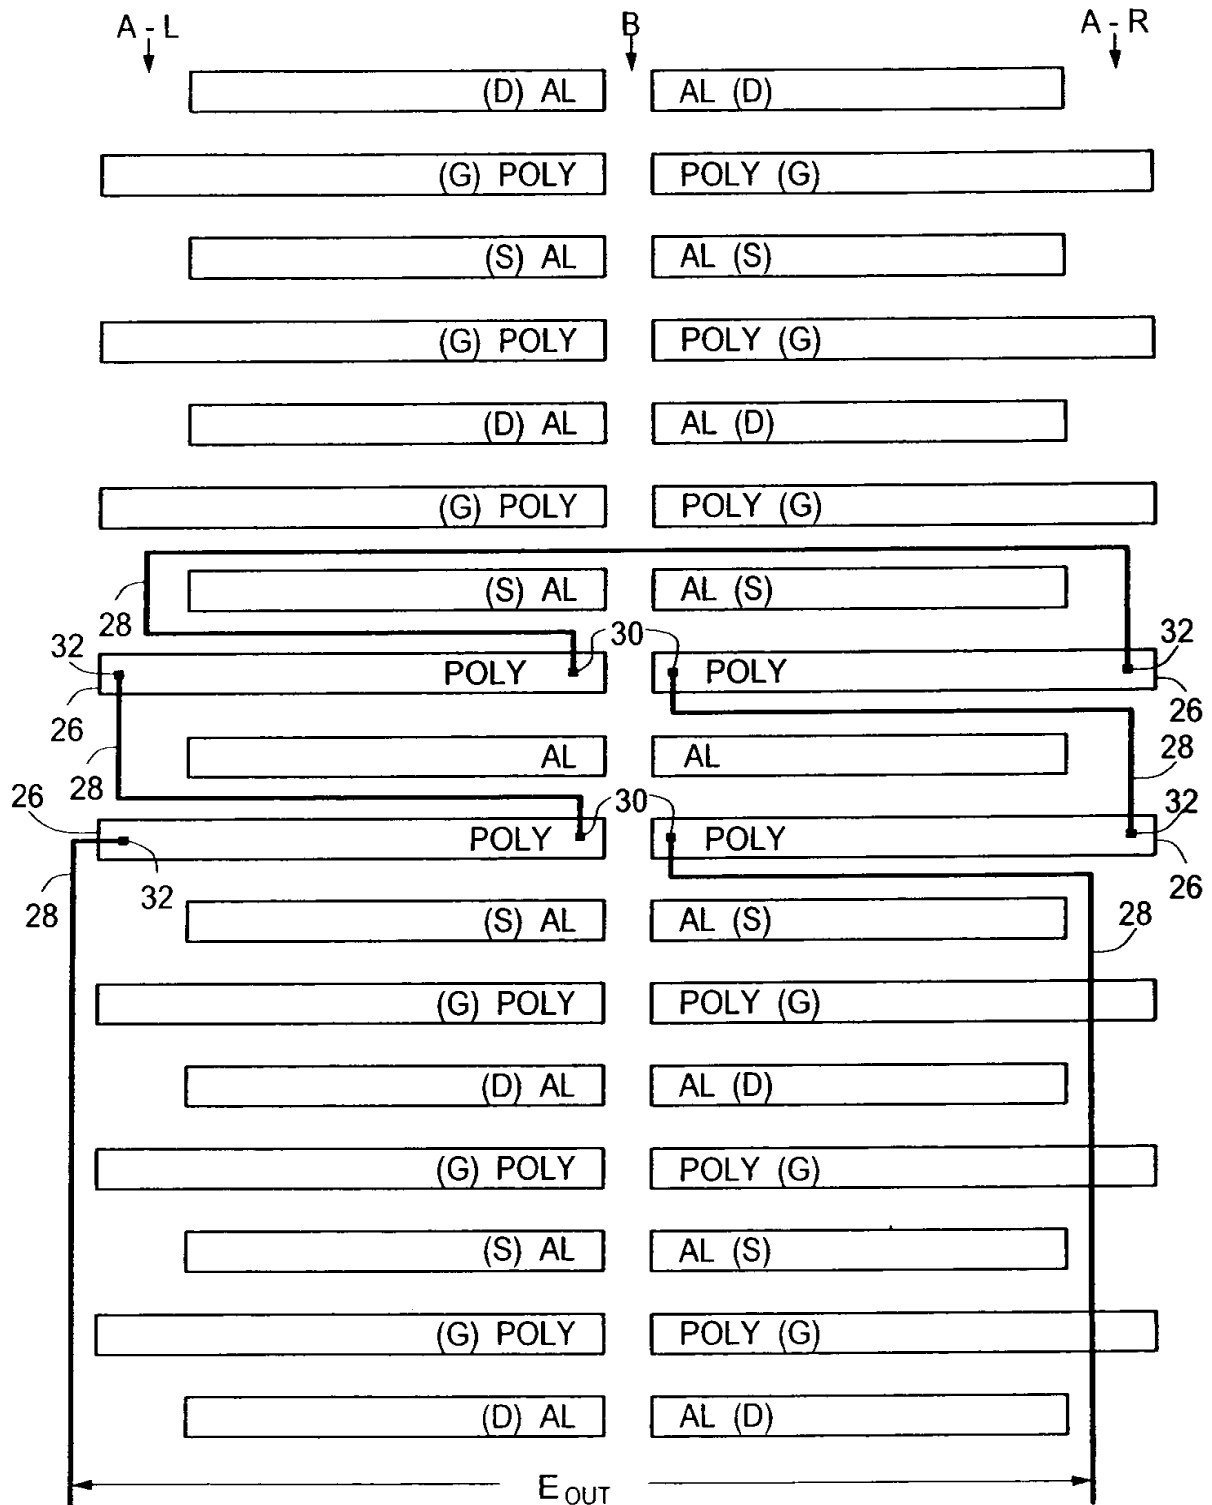 A - L B A - R
(D) AL AL (D)
(G) POLY POLY (G)
(S) AL AL (S)
(G) POLY POLY (G)
(D) AL AL (D)
(G) POLY POLY (G)
(S) AL AL (S)
28
30
32
32
POLY POLY
26
26
AL AL
28
28
26
30
32
POLY POLY
28
32
26
(S) AL AL (S)
28
(G) POLY POLY (G)
(D) AL AL (D)
(G) POLY POLY (G)
(S) AL AL (S)
(G) POLY POLY (G)
(D) AL AL (D)
E OUT